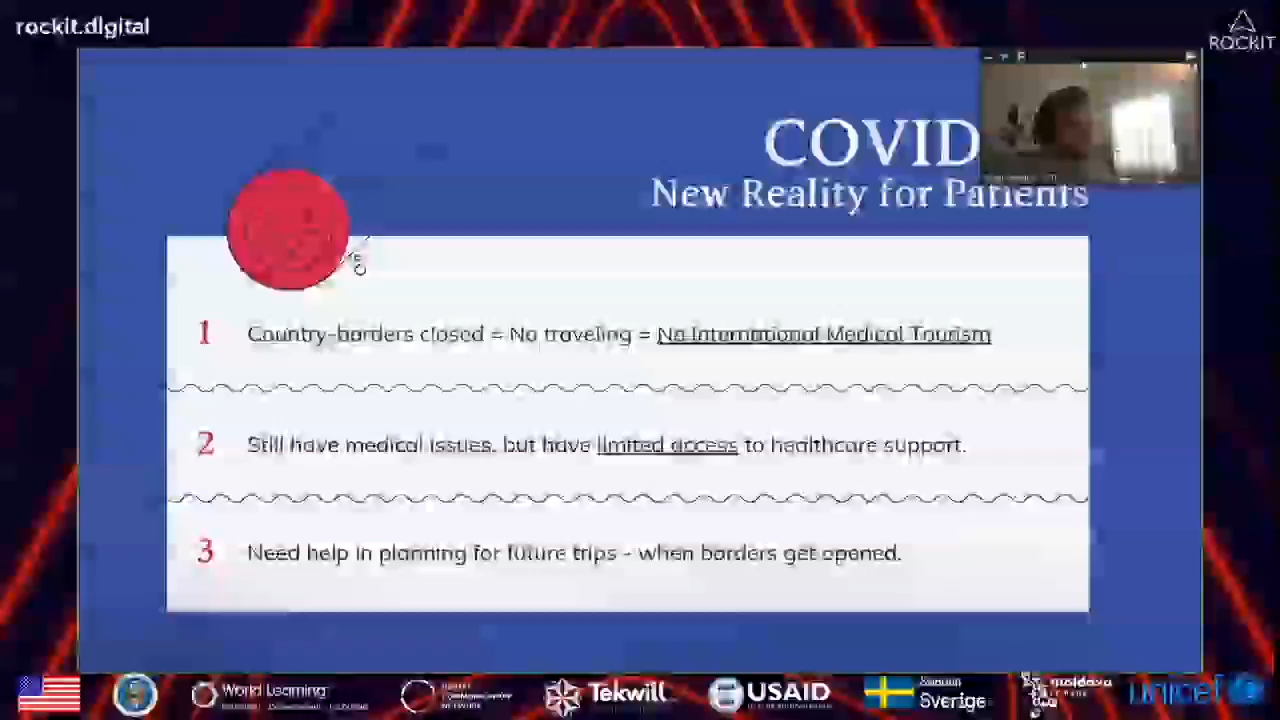 rockit.digital
ROCKIT
COVID
New Reality for Patients
1 Country-borders closed = No traveling = No International Medical Tourism
2 Still have medical issues, but have limited access to healthcare support.
3 Need help in planning for future trips - when borders get opened.
World Learning
NETWORK
Tekwill
USAID
Sverige
moldova
unicef